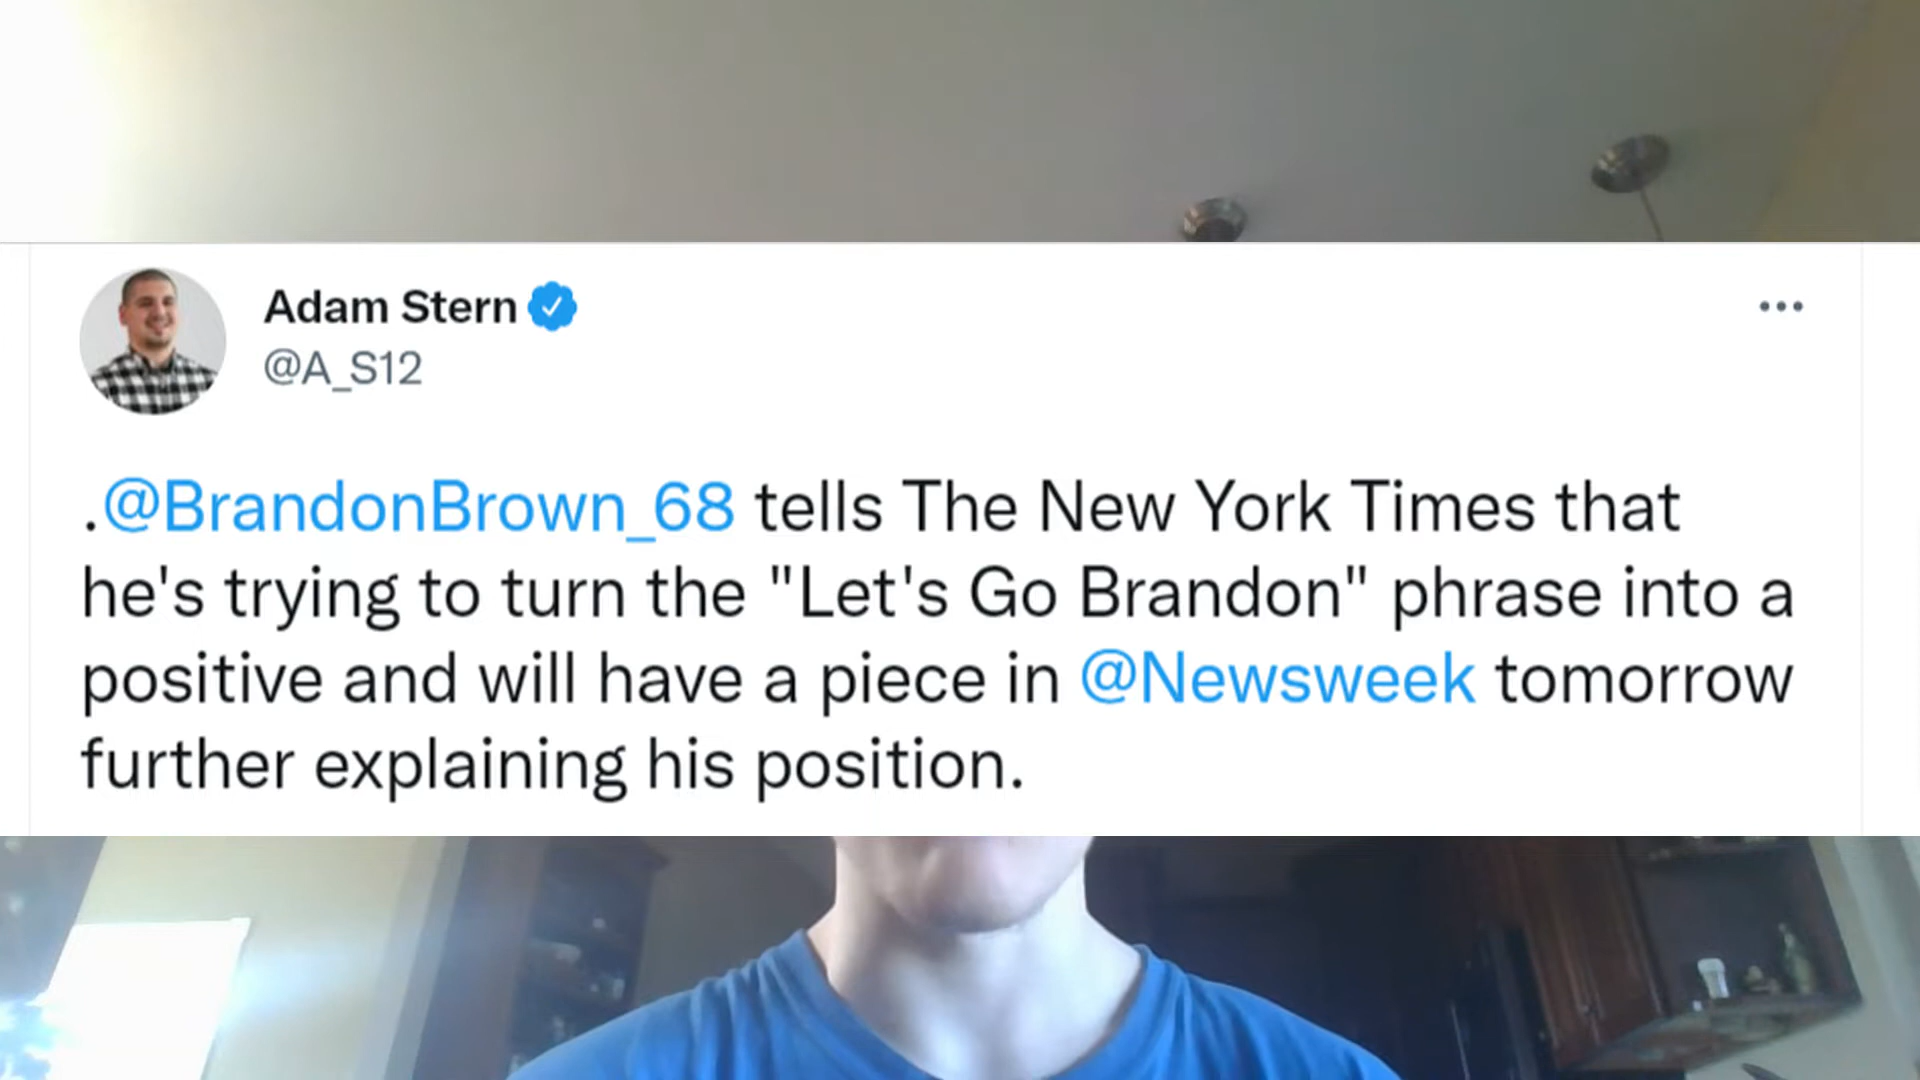 Adam Stern
@A_S12
.@BrandonBrown_68 tells The New York Times that
he's trying to turn the "Let's Go Brandon" phrase into a
positive and will have a piece in @Newsweek tomorrow
further explaining his position.